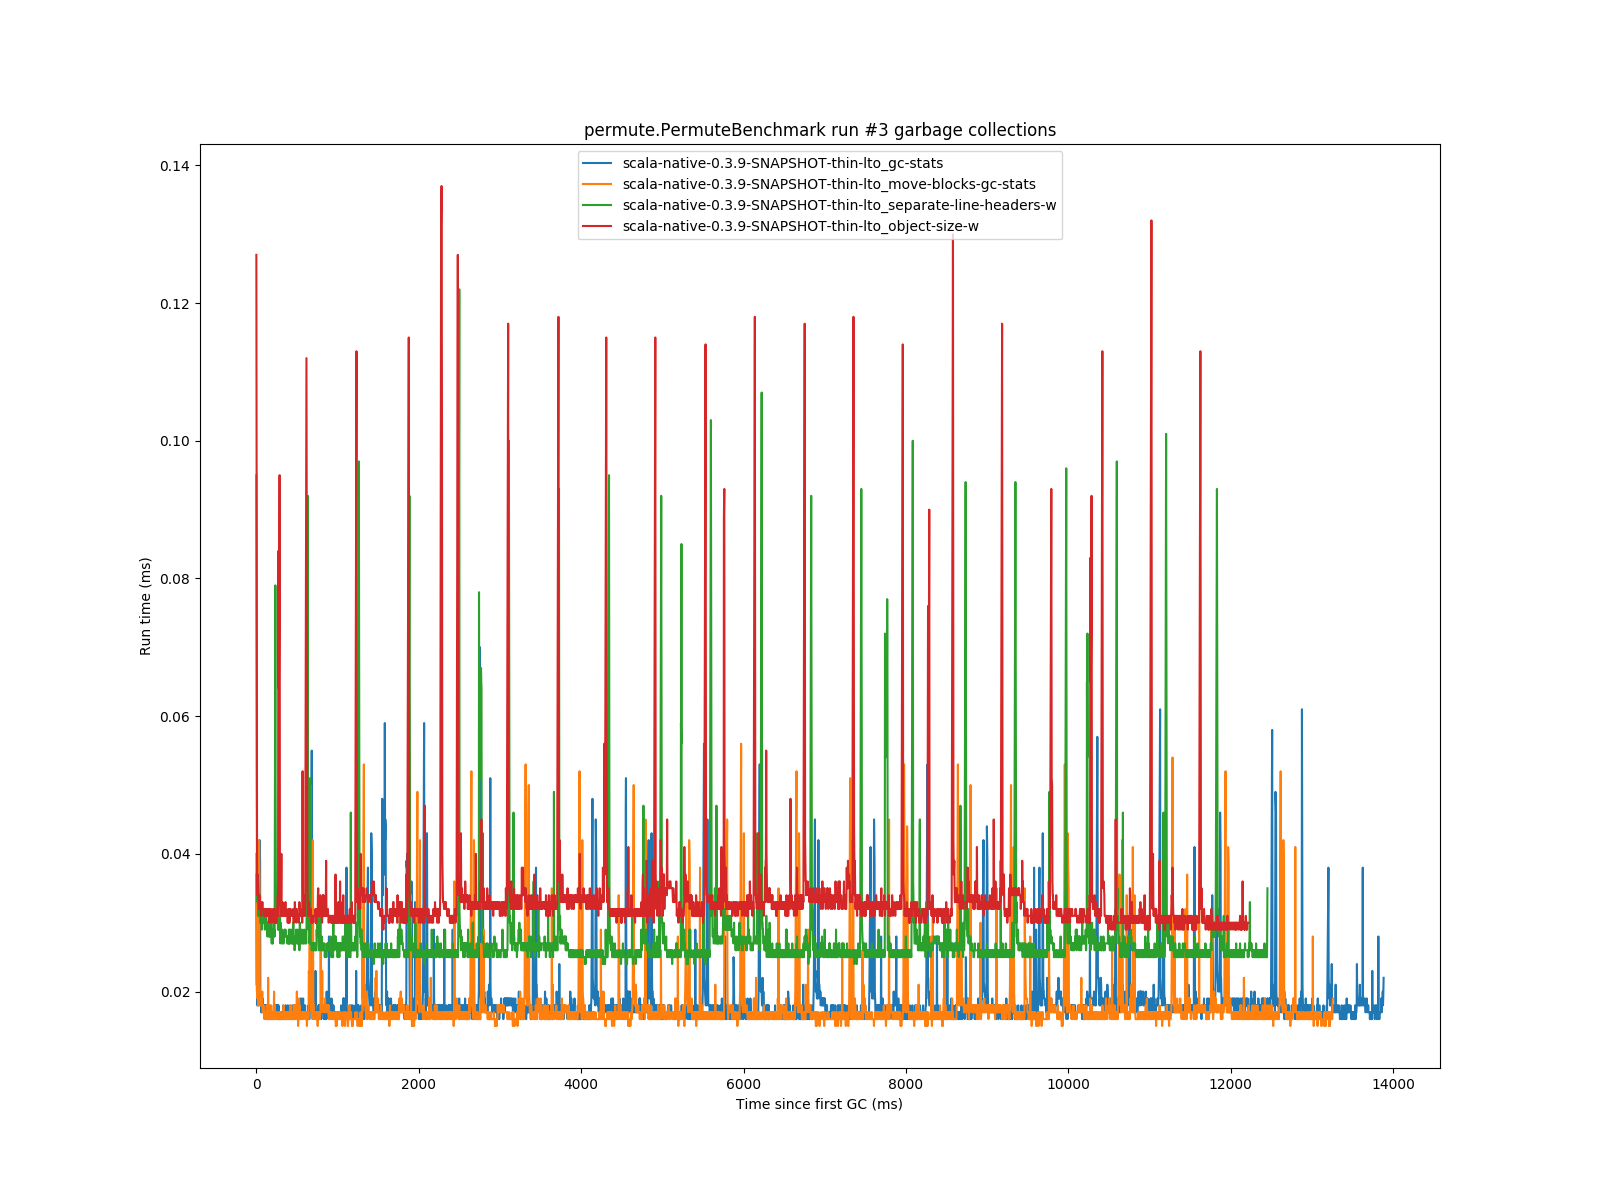 permute.PermuteBenchmark run #3 garbage collections
scala-native-0.3.9-SNAPSHOT-thin-lto_gc-stats
scala-native-0.3.9-SNAPSHOT-thin-lto_move-blocks-gc-stats
scala-native-0.3.9-SNAPSHOT-thin-lto_separate-line-headers-w
scala-native-0.3.9-SNAPSHOT-thin-lto_object-size-w
Run time (ms)
0.14
0.12
0.10
0.08
0.06
0.04
0.02
0 2000 4000 6000 8000 10000 12000 14000
Time since first GC (ms)